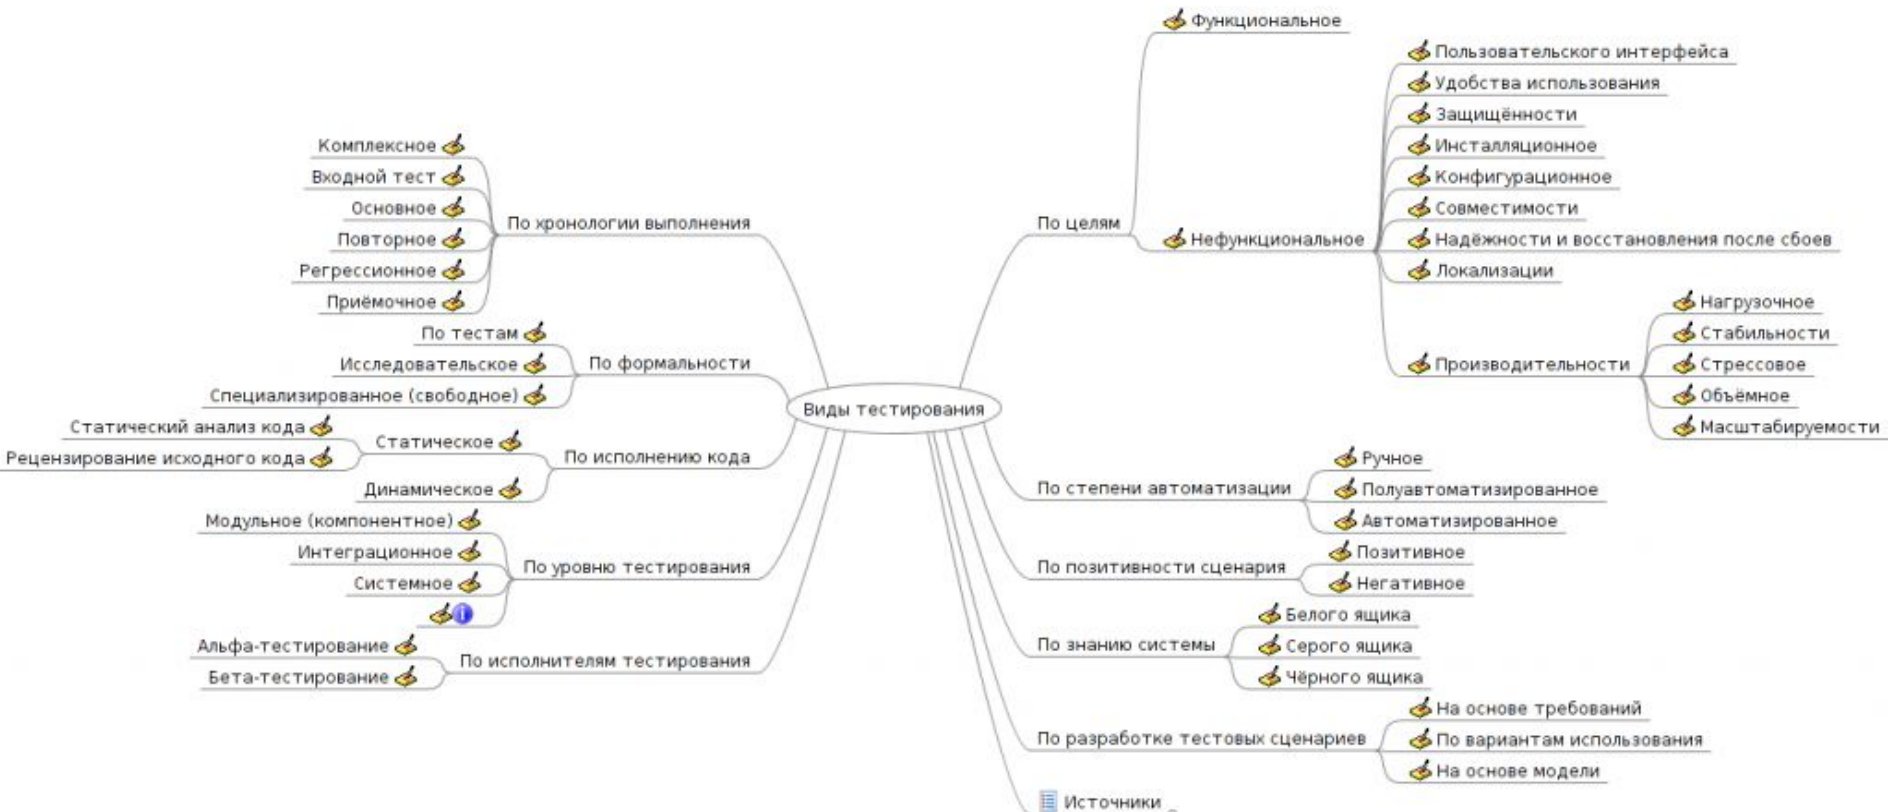 Виды тестирования
По хронологии выполнения
Комплексное
Входной тест
Основное
Повторное
Регрессионное
Приёмочное
По формальности
По тестам
Исследовательское
Специализированное (свободное)
По исполнению кода
Статическое
Статический анализ кода
Рецензирование исходного кода
Динамическое
По уровню тестирования
Модульное (компонентное)
Интеграционное
Системное
i
По исполнителям тестирования
Альфа-тестирование
Бета-тестирование
По целям
Функциональное
Нефункциональное
Пользовательского интерфейса
Удобства использования
Защищённости
Инсталляционное
Конфигурационное
Совместимости
Надёжности и восстановления после сбоев
Локализации
Производительности
Нагрузочное
Стабильности
Стрессовое
Объёмное
Масштабируемости
По степени автоматизации
Ручное
Полуавтоматизированное
Автоматизированное
По позитивности сценария
Позитивное
Негативное
По знанию системы
Белого ящика
Серого ящика
Чёрного ящика
По разработке тестовых сценариев
На основе требований
По вариантам использования
На основе модели
Источники